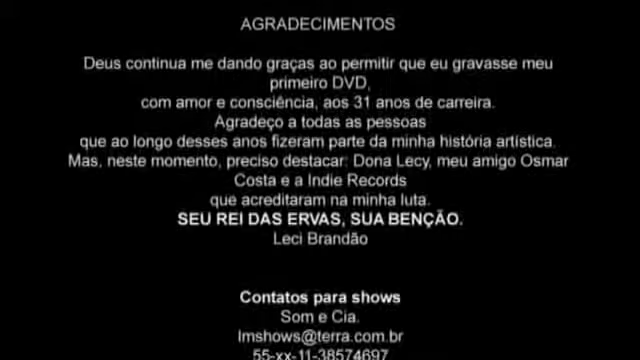 AGRADECIMENTOS
Deus continua me dando graças ao permitir que eu gravasse meu
primeiro DVD,
com amor e consciência, aos 31 anos de carreira.
Agradeço a todas as pessoas
que ao longo desses anos fizeram parte da minha história artística.
Mas, neste momento, preciso destacar: Dona Lecy, meu amigo Osmar
Costa e a Indie Records
que acreditaram na minha luta.
SEU REI DAS ERVAS, SUA BENÇÃO.
Leci Brandão
Contatos para shows
Som e Cia.
lmshows@terra.com.br
55-xx-11-38574697